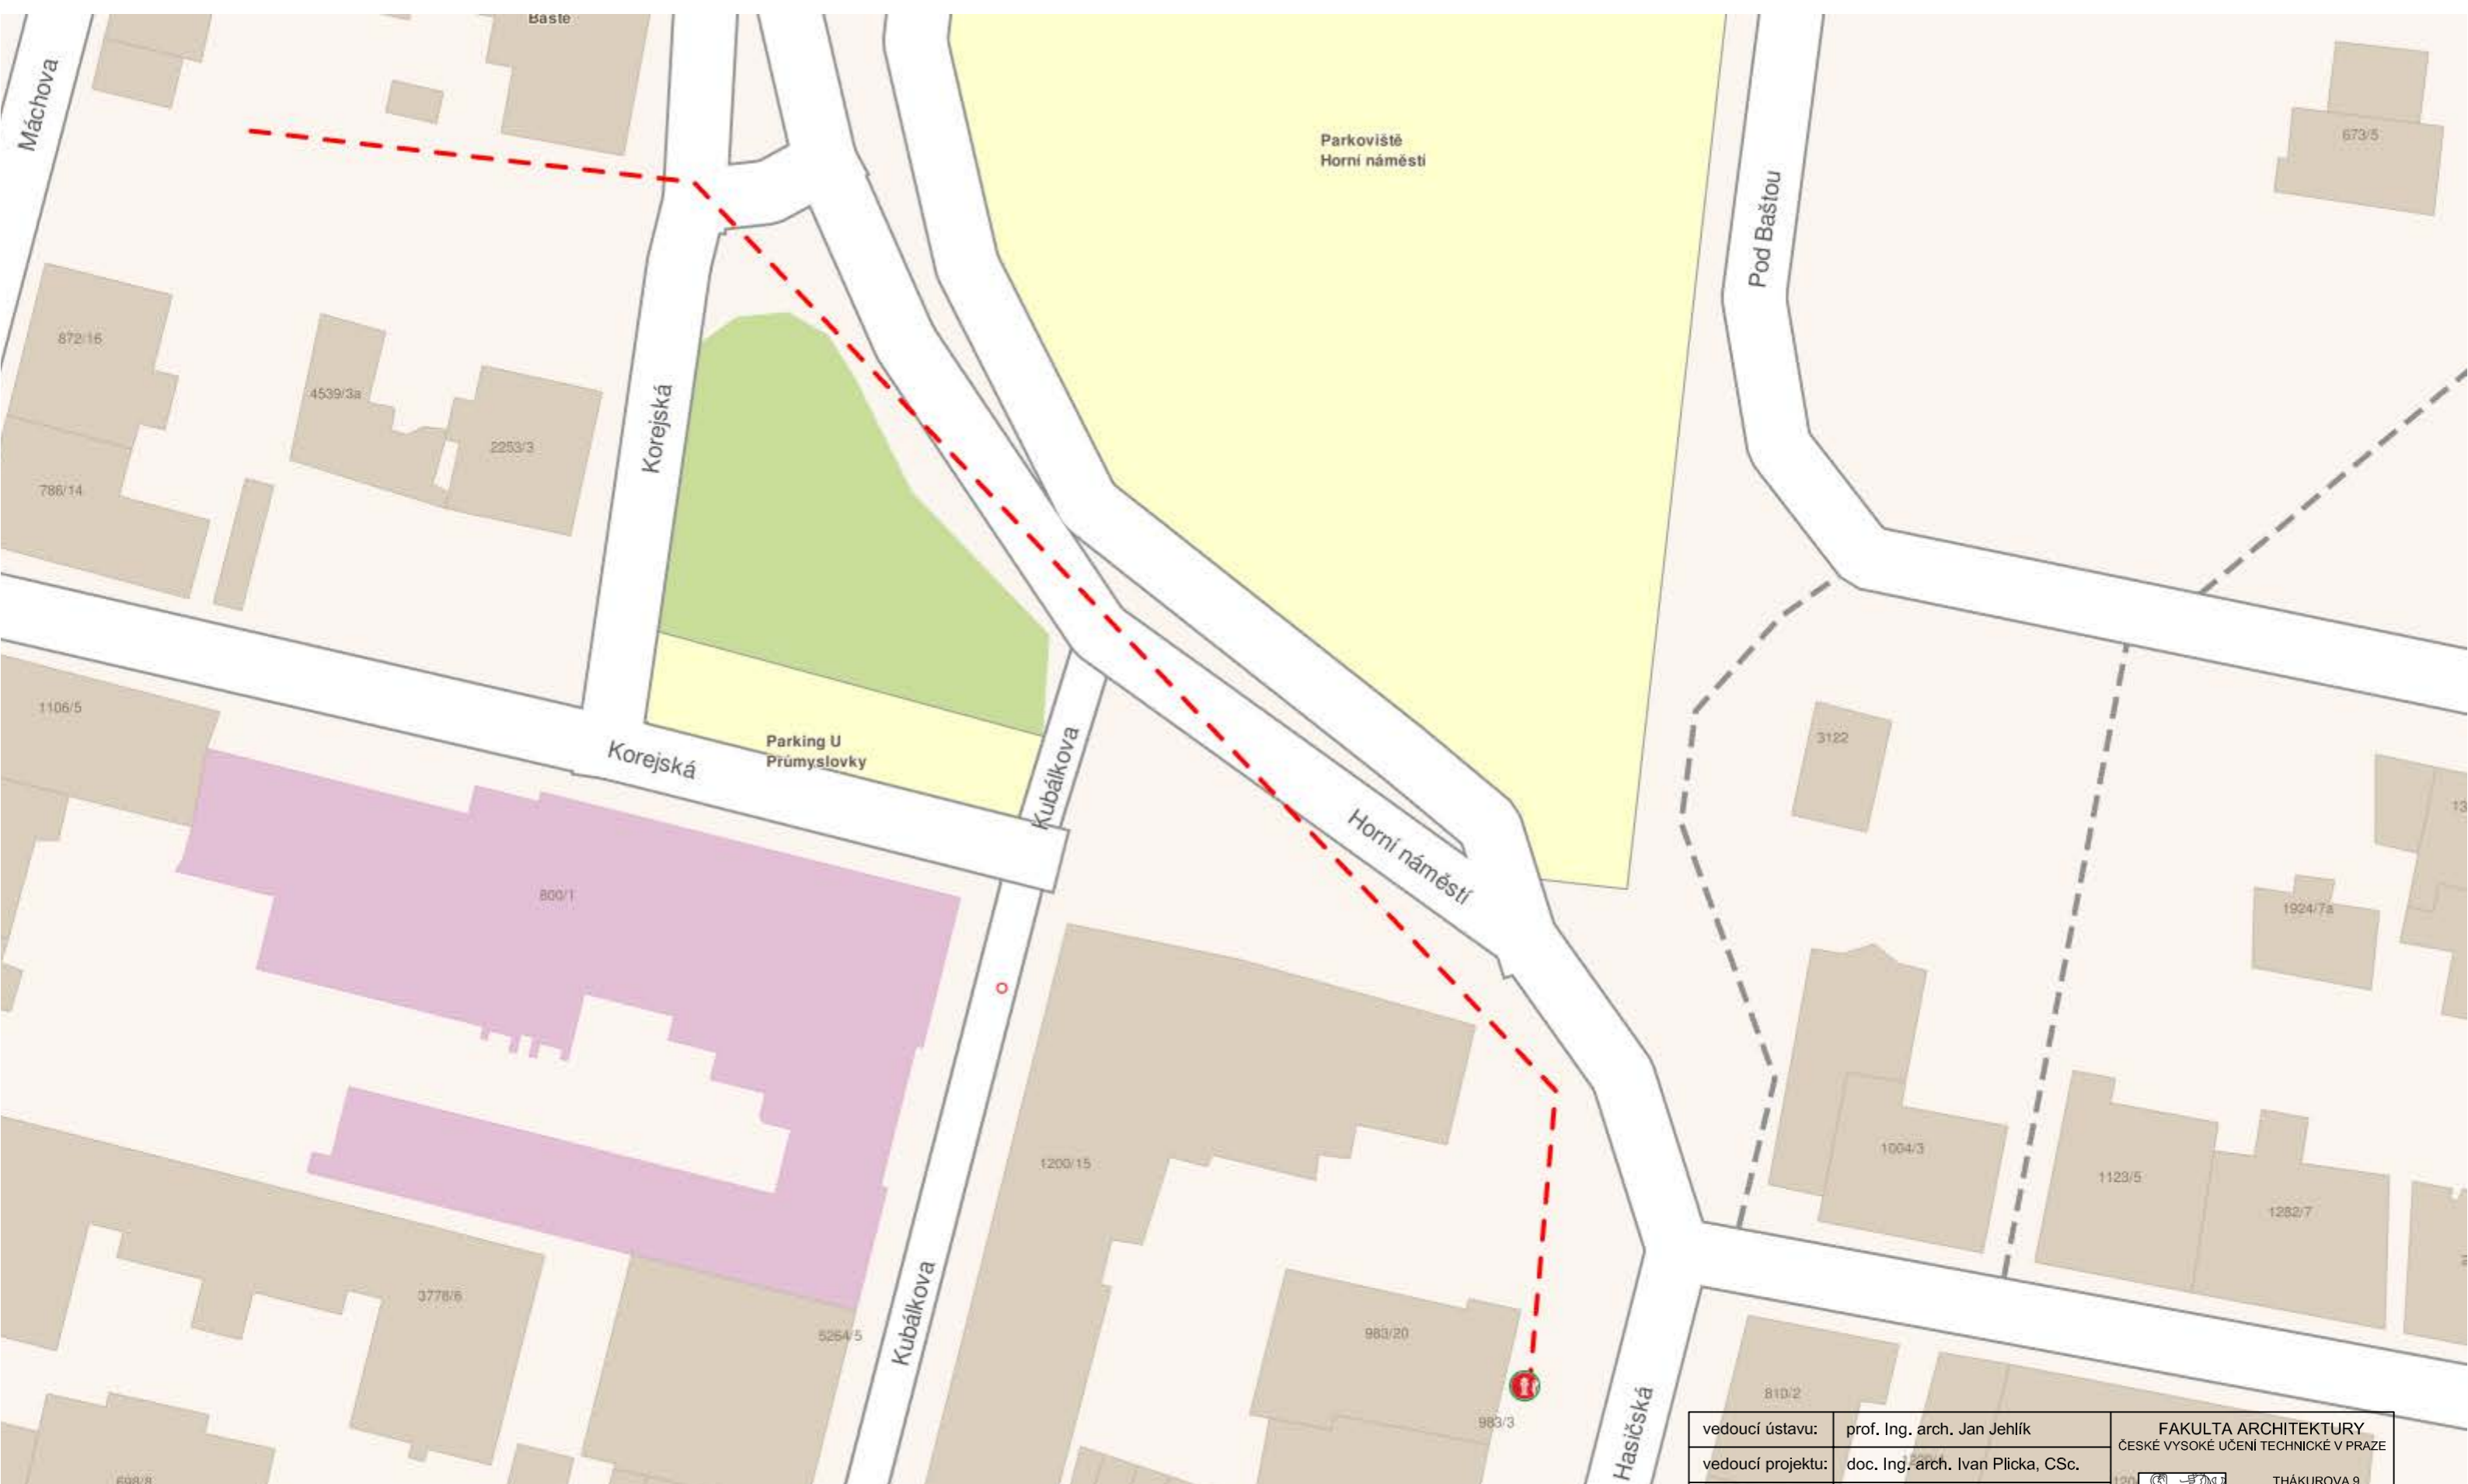 Baště
Máchova
Parkoviště
Horní náměstí
Pod Baštou
673/5
872/16
4539/3a
2253/3
Korejská
786/14
1106/5
Korejská
Parking U
Průmyslovky
Kubálkova
3122
Horní náměstí
800/1
1924/7a
1200/15
1004/3
1123/5
1282/7
3778/6
5264/5
Kubálkova
983/20
983/3
Hasičská
810/2
698/8
vedoucí ústavu: prof. Ing. arch. Jan Jehlík
vedoucí projektu: doc. Ing. arch. Ivan Plicka, CSc.
FAKULTA ARCHITEKTURY
ČESKÉ VYSOKÉ UČENÍ TECHNICKÉ V PRAZE
THÁKUROVA 9